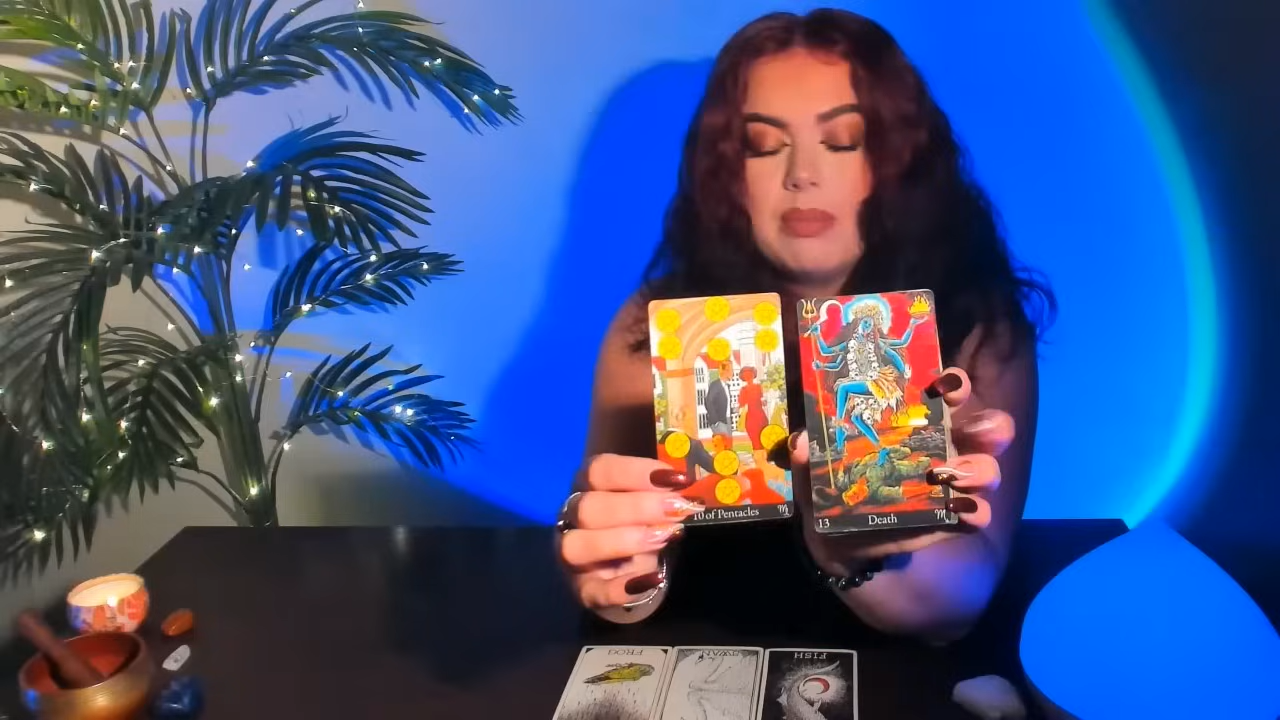 10 of Pentacles ♍
13 Death ♏
FROG
SWAN
FISH